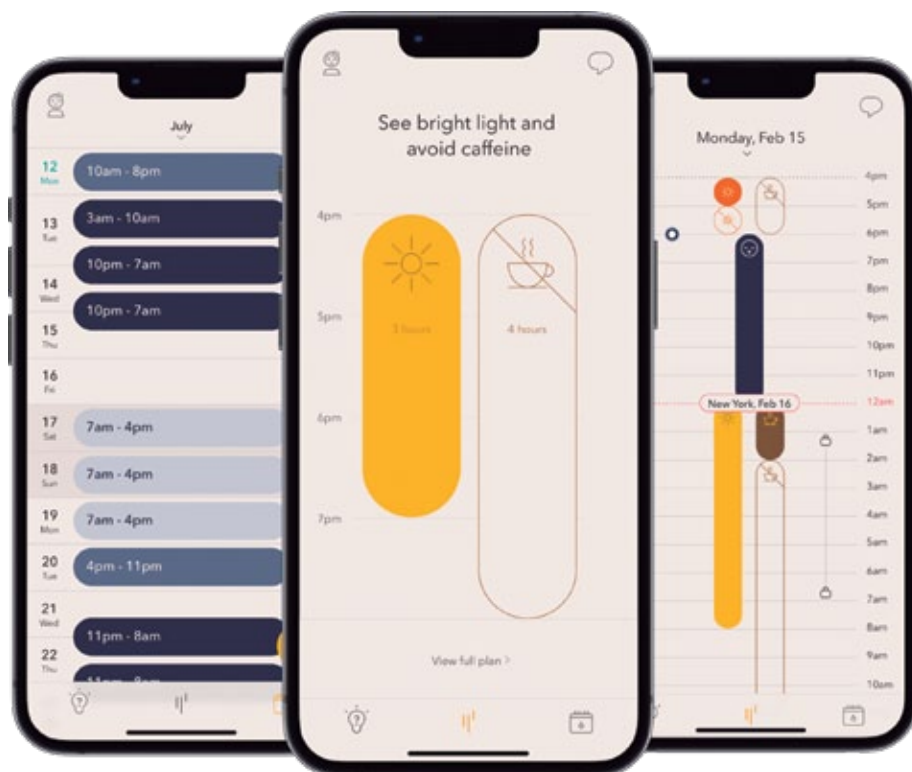 July
12
Mon
10am - 8pm
13
Tue
3am - 10am
10pm - 7am
14
Wed
10pm - 7am
15
Thu
16
Fri
17
Sat
7am - 4pm
18
Sun
7am - 4pm
19
Mon
7am - 4pm
20
Tue
4pm - 11pm
21
Wed
11pm - 8am
22
Thu
11pm - 8am
See bright light and
avoid caffeine
4pm
5pm
3 hours
4 hours
6pm
7pm
View full plan >
Monday, Feb 15
4pm
5pm
6pm
7pm
8pm
9pm
10pm
11pm
New York, Feb 16
12am
1am
2am
3am
4am
5am
6am
7am
8am
9am
10am